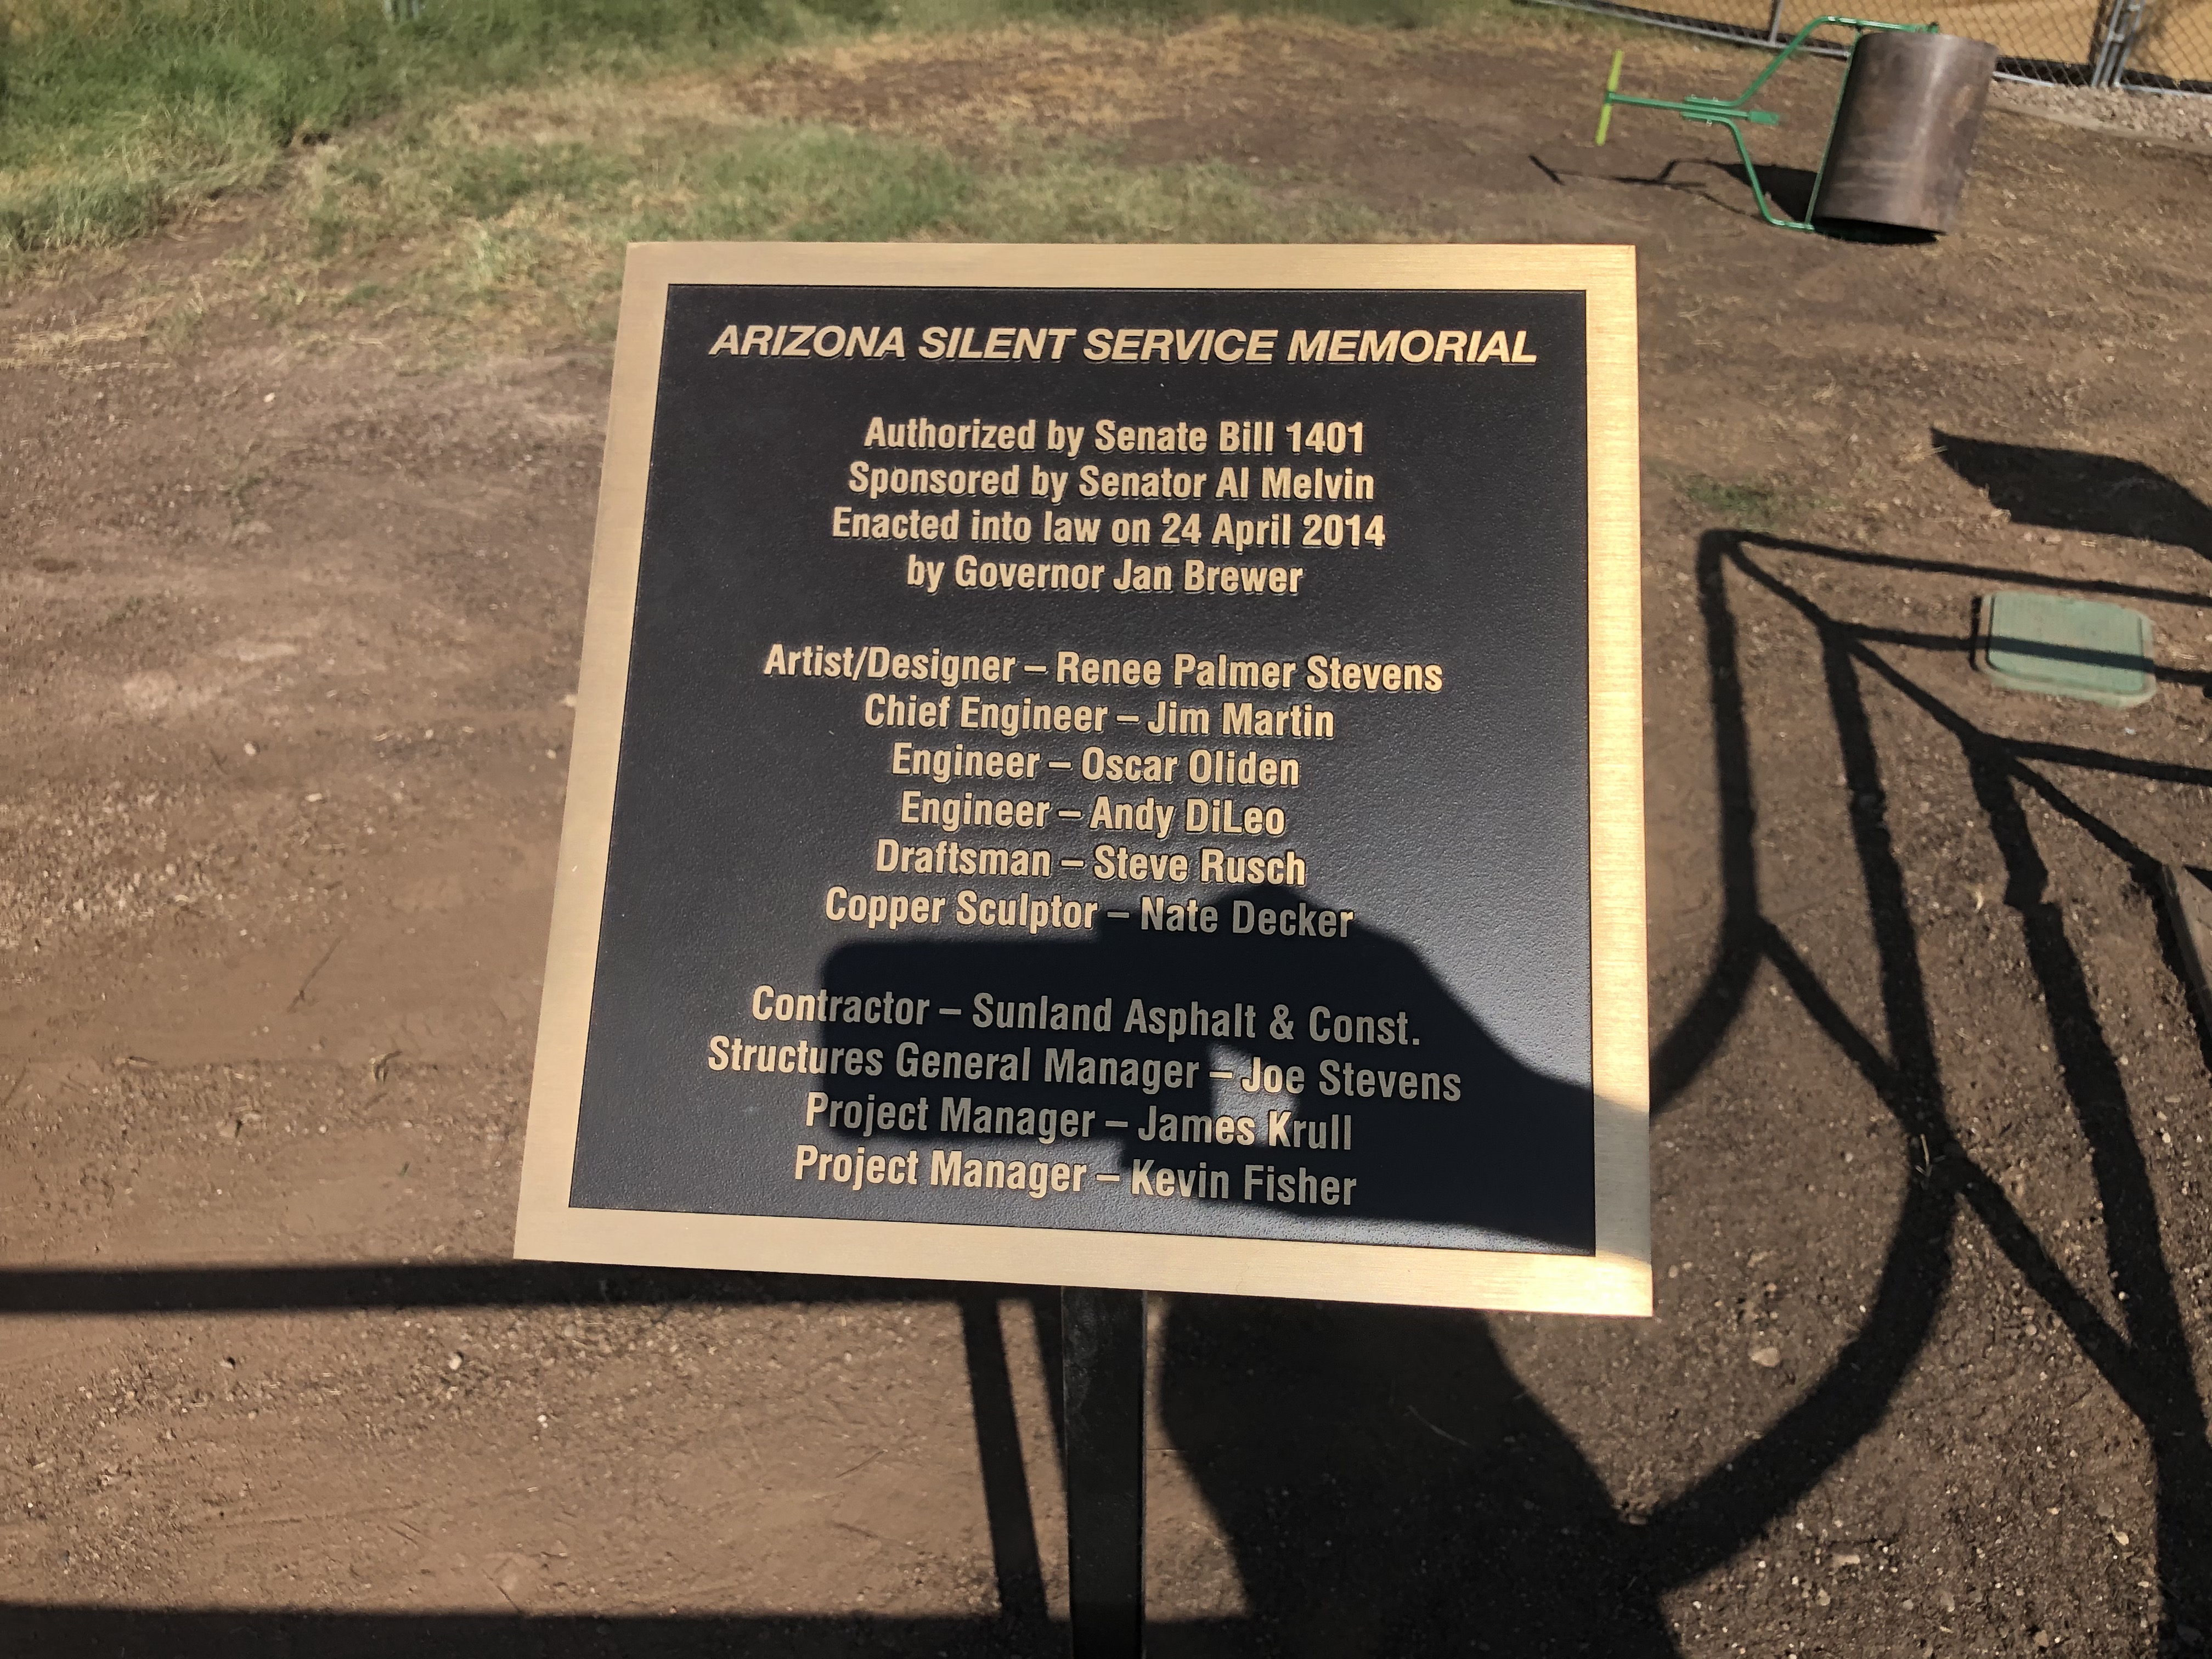 ARIZONA SILENT SERVICE MEMORIAL
Authorized by Senate Bill 1401
Sponsored by Senator Al Melvin
Enacted into law on 24 April 2014
by Governor Jan Brewer
Artist/Designer – Renee Palmer Stevens
Chief Engineer – Jim Martin
Engineer – Oscar Oliden
Engineer – Andy DiLeo
Draftsman – Steve Rusch
Copper Sculptor – Nate Decker
Contractor – Sunland Asphalt & Const.
Structures General Manager – Joe Stevens
Project Manager – James Krull
Project Manager – Kevin Fisher